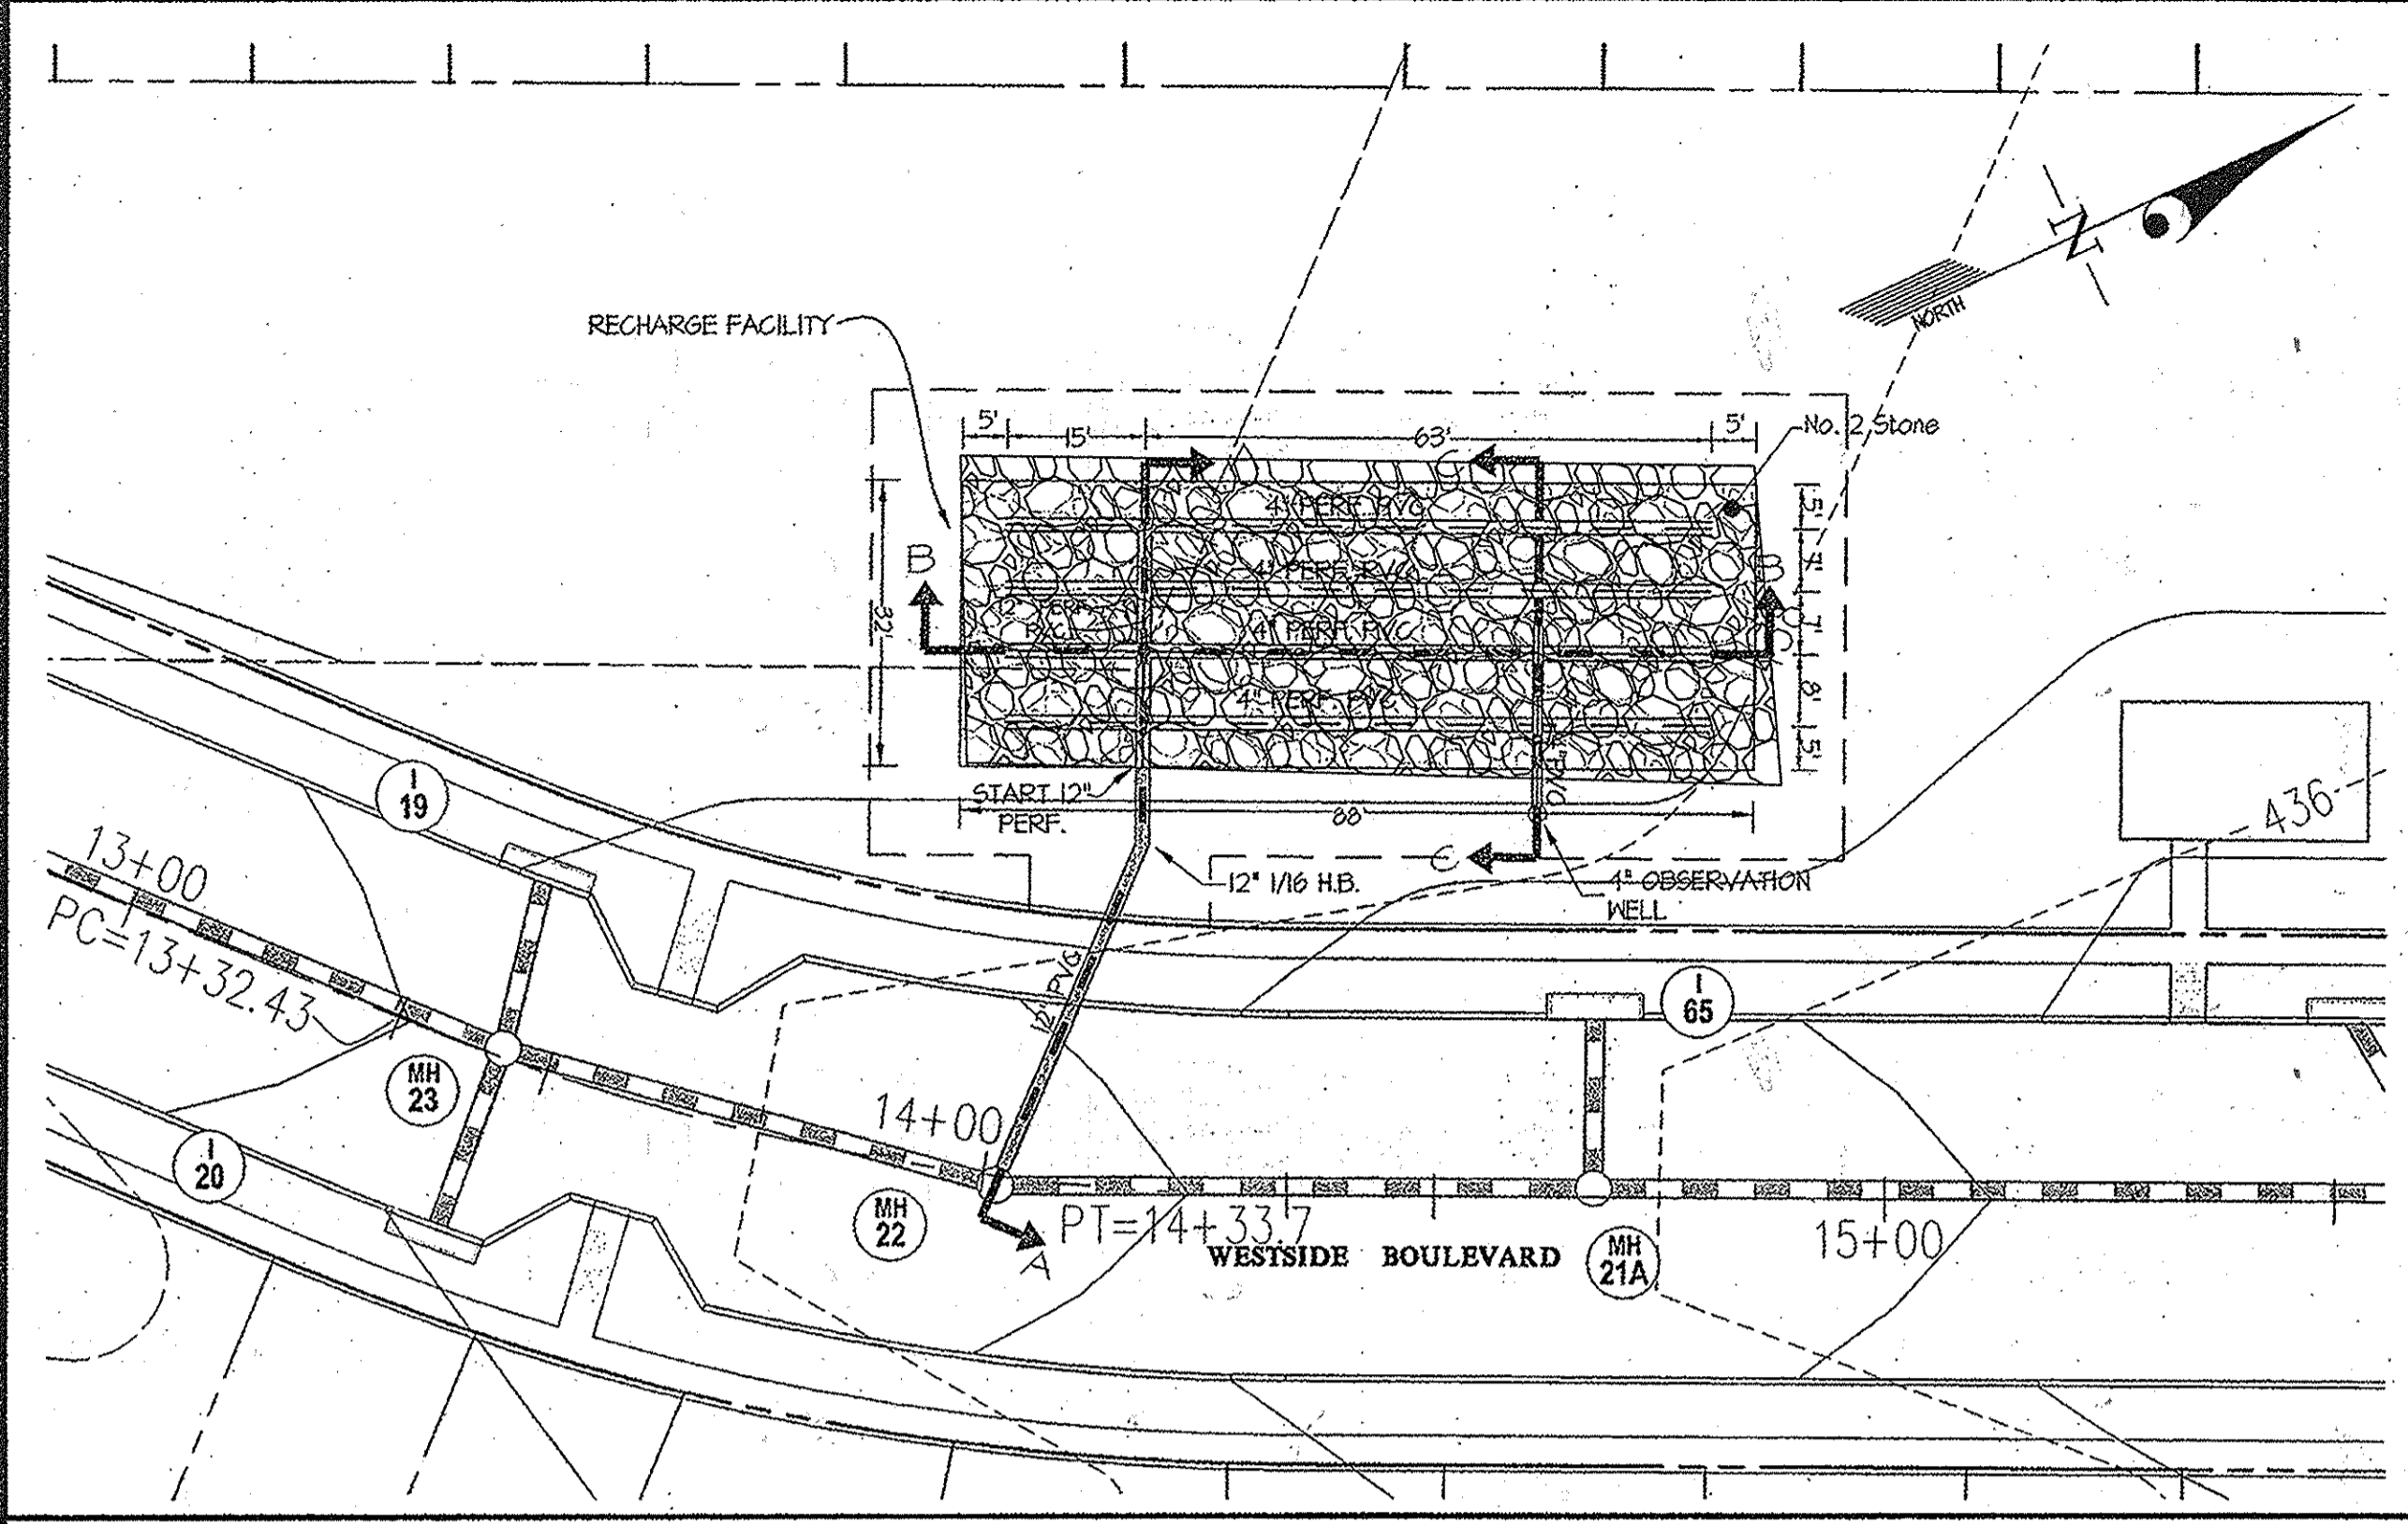 N
NORTH
RECHARGE FACILITY
5'
15'
63'
5'
No. 2 Stone
A
C
4" PERF. PVC
5'
B
4" PERF. PVC
7'
B
32'
12" PERF.
PVC
4" PERF. PVC
7'
4" PERF. PVC
8'
5'
4" PVC
START 12"
PERF.
88'
C
12" 1/16 H.B.
4" OBSERVATION
WELL
436
I
19
13+00
PC=13+32.43
12" PVC
I
65
MH
23
14+00
I
20
MH
22
PT=14+33.7
A
WESTSIDE BOULEVARD
MH
21A
15+00